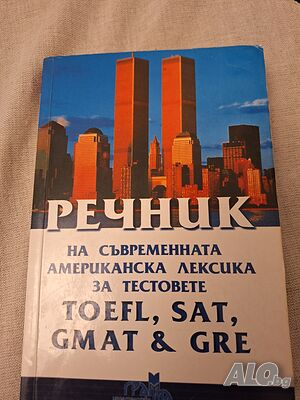 РЕЧНИК
НА СЪВРЕМЕННАТА
АМЕРИКАНСКА ЛЕКСИКА
ЗА ТЕСТОВЕТЕ
TOEFL, SAT,
GMAT & GRE
ALO.bg